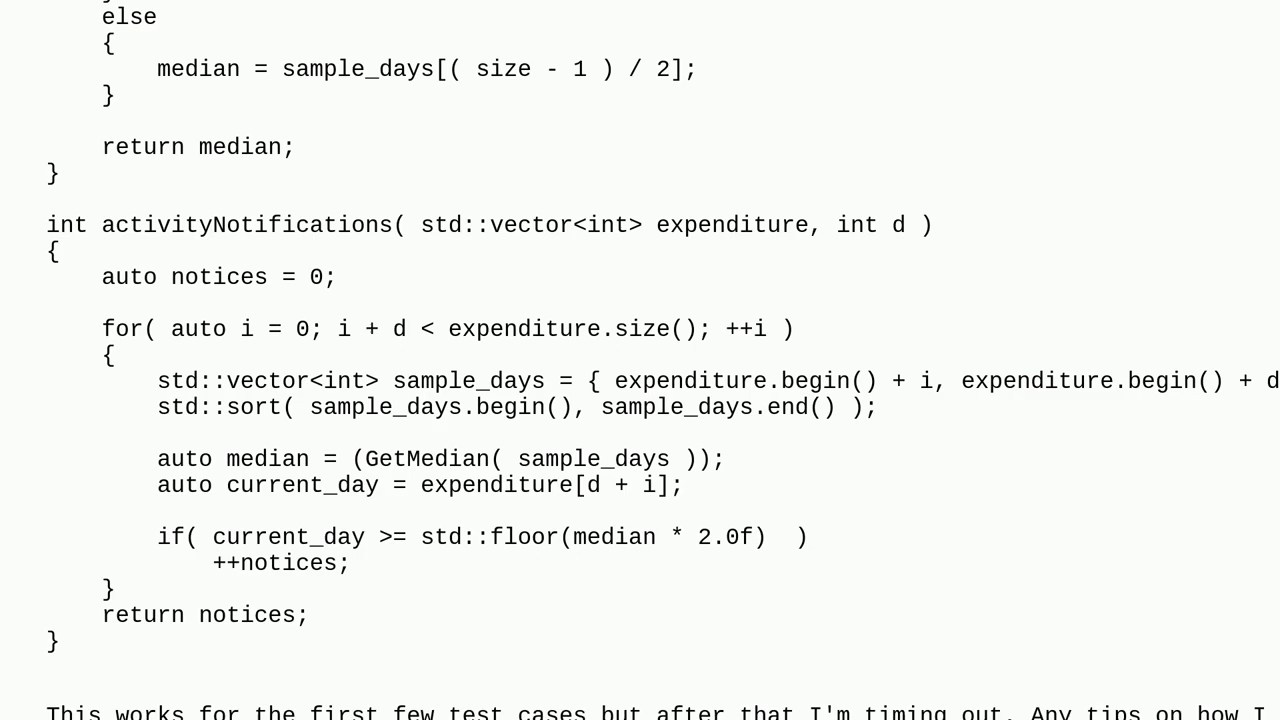 else
{
median = sample_days[( size - 1 ) / 2];
}
return median;
}
int activityNotifications( std::vector<int> expenditure, int d )
{
auto notices = 0;
for( auto i = 0; i + d < expenditure.size(); ++i )
{
std::vector<int> sample_days = { expenditure.begin() + i, expenditure.begin() + d
std::sort( sample_days.begin(), sample_days.end() );
auto median = (GetMedian( sample_days ));
auto current_day = expenditure[d + i];
if( current_day >= std::floor(median * 2.0f)  )
++notices;
}
return notices;
}
This works for the first few test cases but after that I'm timing out. Any tips on how I